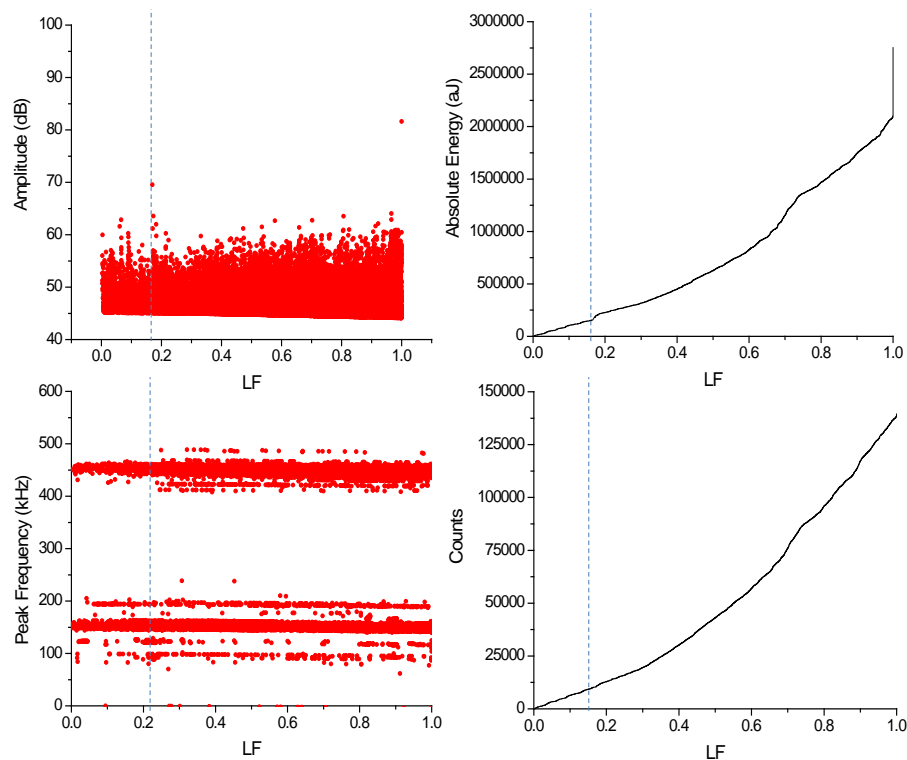 100
90
80
70
60
50
40
0.0 0.2 0.4 0.6 0.8 1.0
Amplitude (dB)
LF
3000000
2500000
2000000
1500000
1000000
500000
0
0.0 0.2 0.4 0.6 0.8 1.0
Absolute Energy (aJ)
LF
600
500
400
300
200
100
0
0.0 0.2 0.4 0.6 0.8 1.0
Peak Frequency (kHz)
LF
150000
125000
100000
75000
50000
25000
0
0.0 0.2 0.4 0.6 0.8 1.0
Counts
LF